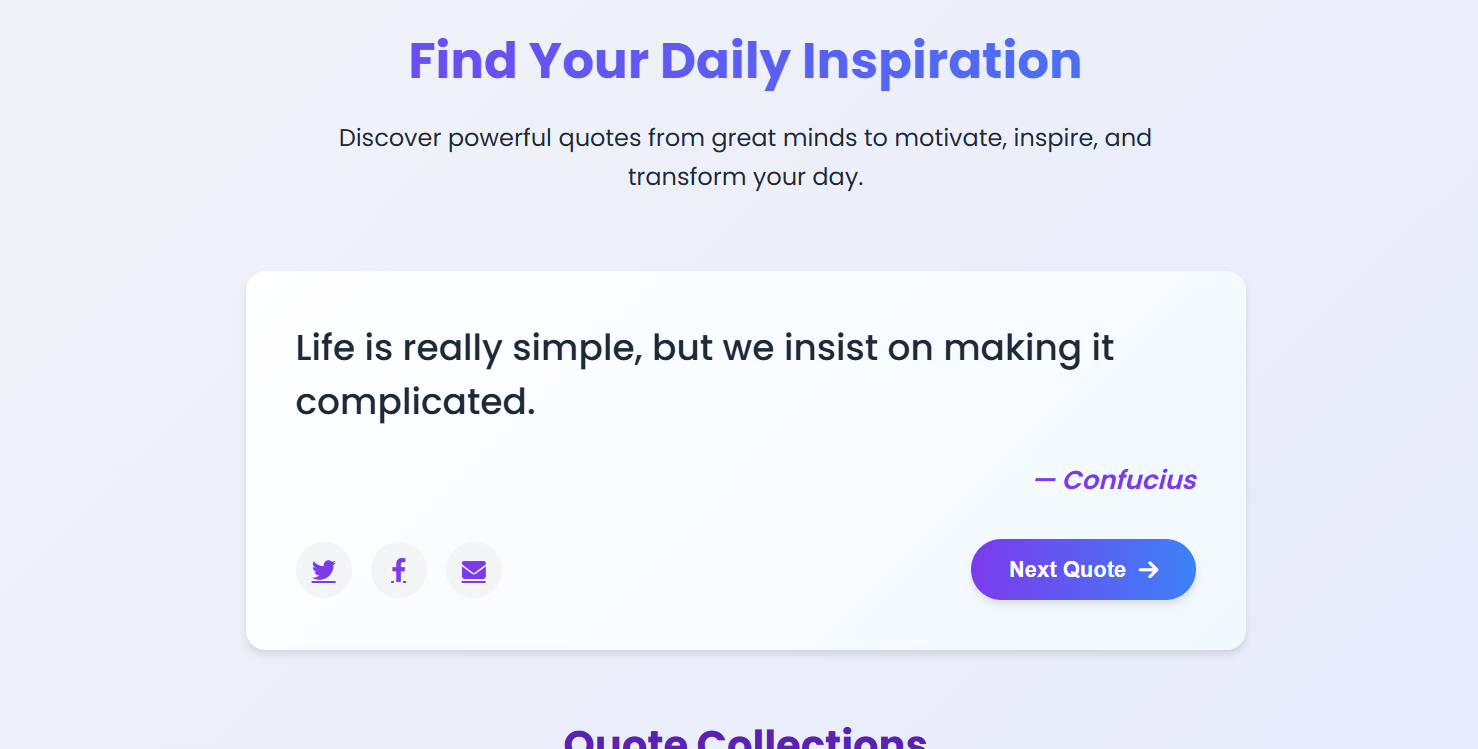 Find Your Daily Inspiration
Discover powerful quotes from great minds to motivate, inspire, and
transform your day.
Life is really simple, but we insist on making it
complicated.
— Confucius
Next Quote →
Quote Collections